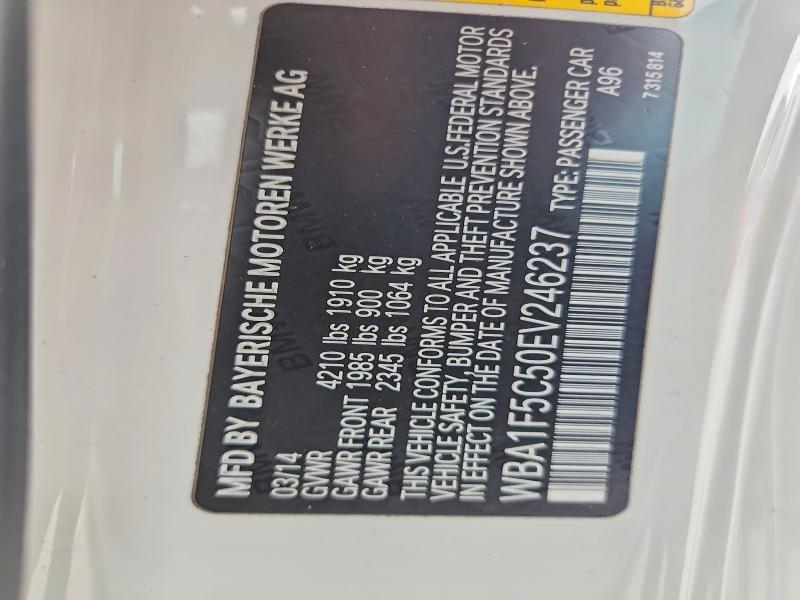 MFD BY BAYERISCHE MOTOREN WERKE AG
03/14
GVWR 4210 lbs 1910 kg
GAWR FRONT 1985 lbs 900 kg
GAWR REAR 2345 lbs 1064 kg
THIS VEHICLE CONFORMS TO ALL APPLICABLE U.S.FEDERAL MOTOR
VEHICLE SAFETY, BUMPER AND THEFT PREVENTION STANDARDS
IN EFFECT ON THE DATE OF MANUFACTURE SHOWN ABOVE.
WBA1F5C50EV246237 TYPE: PASSENGER CAR
A96
7315814